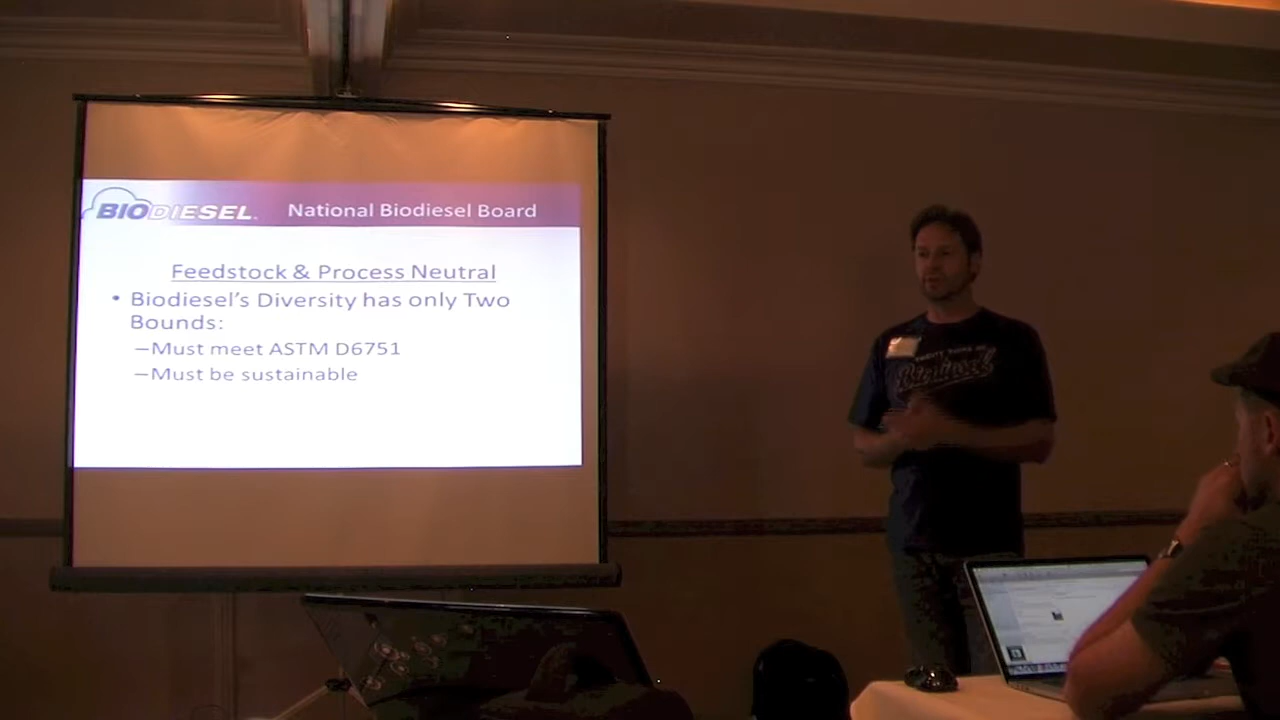 BIODIESEL
National Biodiesel Board
Feedstock & Process Neutral
• Biodiesel's Diversity has only Two
Bounds:
–Must meet ASTM D6751
–Must be sustainable
Biodiesel